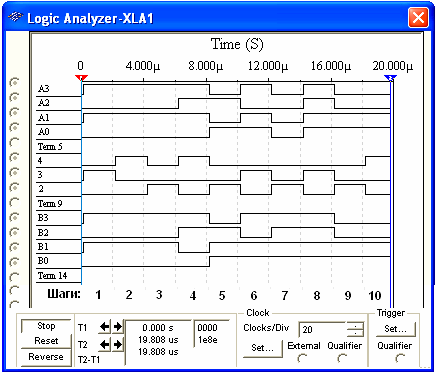 Logic Analyzer-XLA1
Time (S)
0 4.000µ 8.000µ 12.000µ 16.000µ 20.000µ
1 2
A3
A2
A1
A0
Term 5
4
3
2
Term 9
B3
B2
B1
B0
Term 14
Шаги: 1 2 3 4 5 6 7 8 9 10
Stop
Reset
Reverse
T1
T2
T2-T1
0.000 s 0000
19.808 us 1e8e
19.808 us
Clock
Clocks/Div 20
Set...
External Qualifier
Trigger
Set...
Qualifier